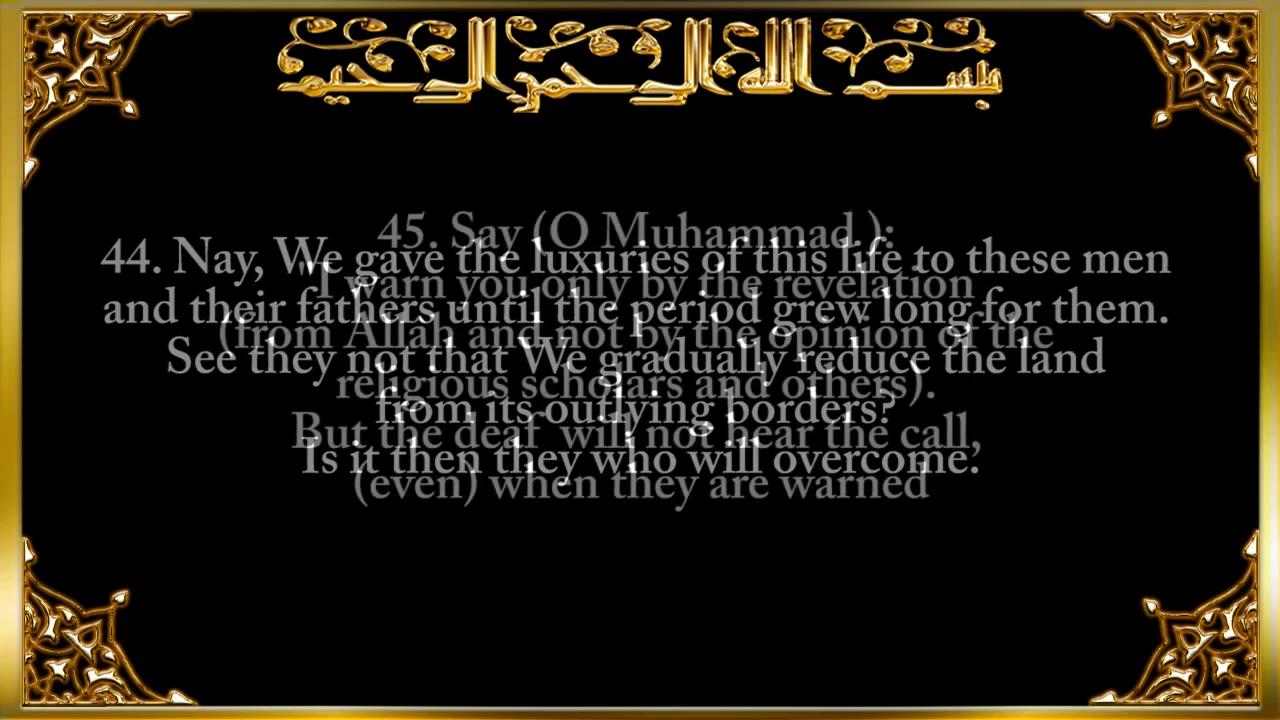 بسم الله الرحمن الرحيم
44. Nay, We gave the luxuries of this life to these men
and their fathers until the period grew long for them.
See they not that We gradually reduce the land
from its outlying borders?
Is it then they who will overcome.
45. Say (O Muhammad ):
I warn you only by the revelation
(from Allah and not by the opinion of the
religious scholars and others).
But the deaf will not hear the call,
(even) when they are warned